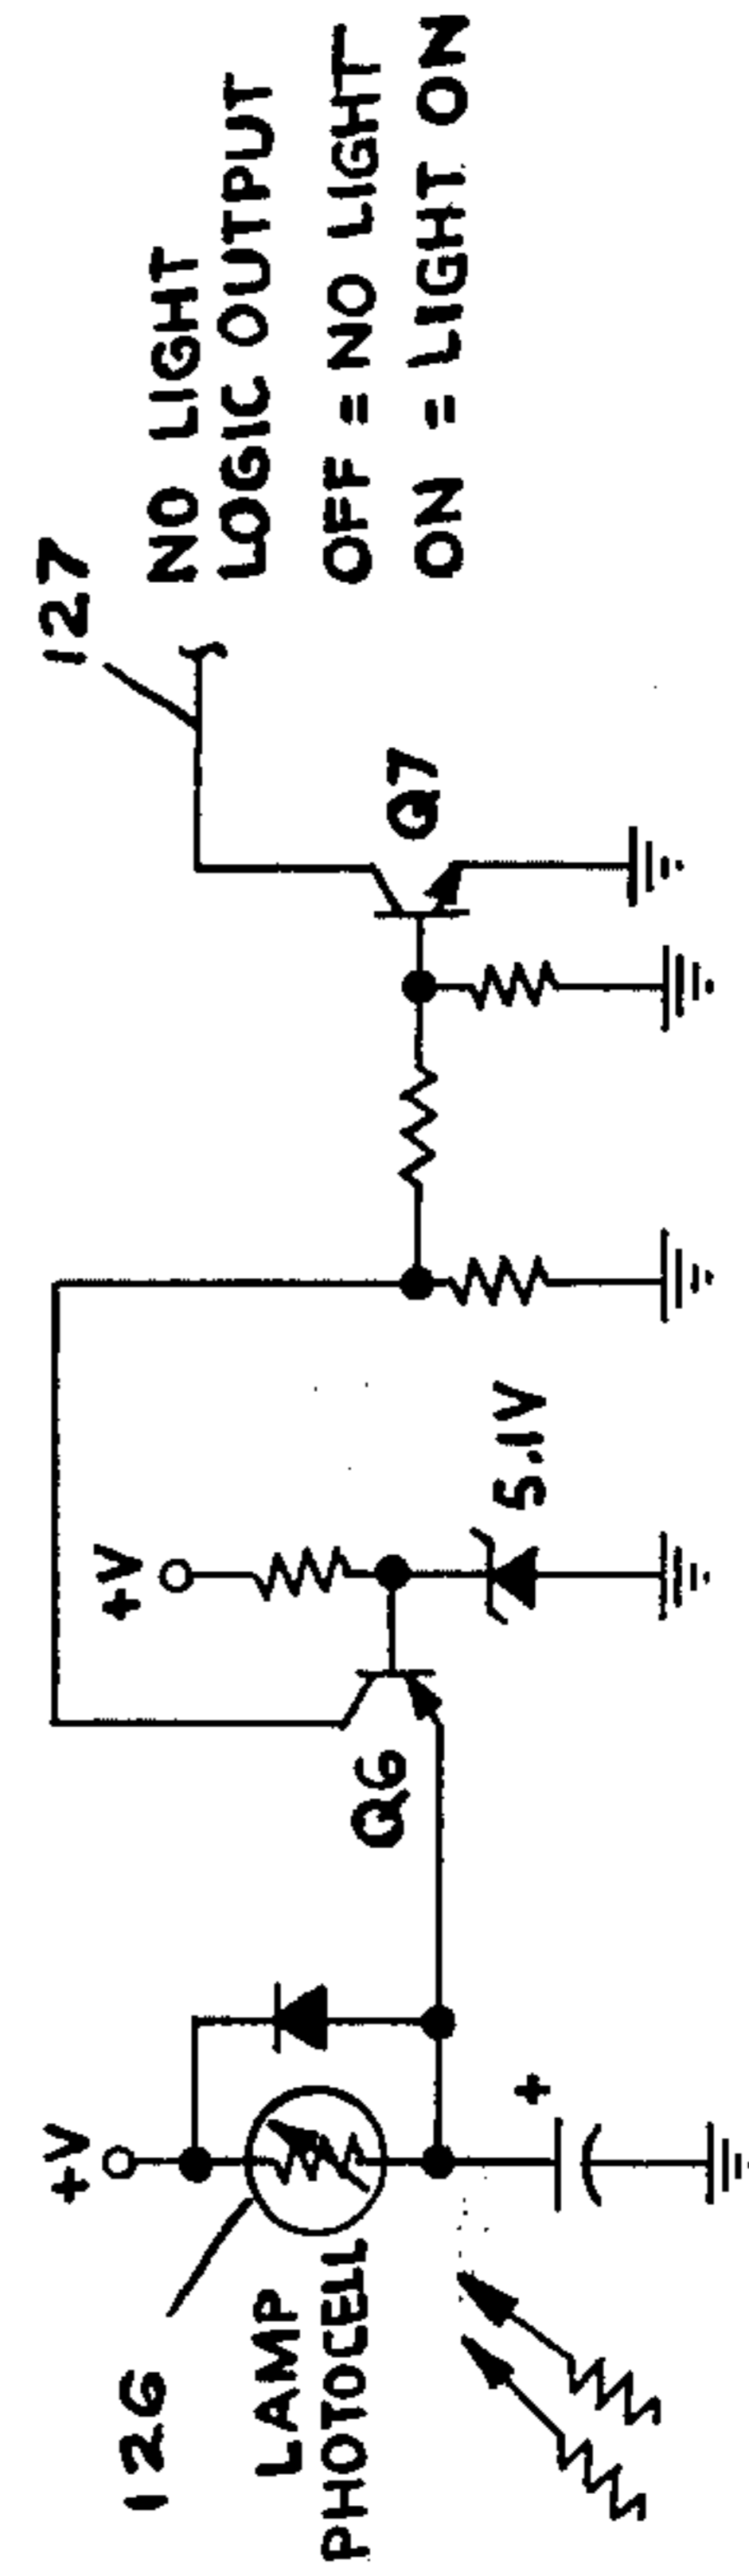 126
LAMP
PHOTOCELL
+V
Q6
+V
5.1V
Q7
127
NO LIGHT
LOGIC OUTPUT
OFF = NO LIGHT
ON = LIGHT ON
+